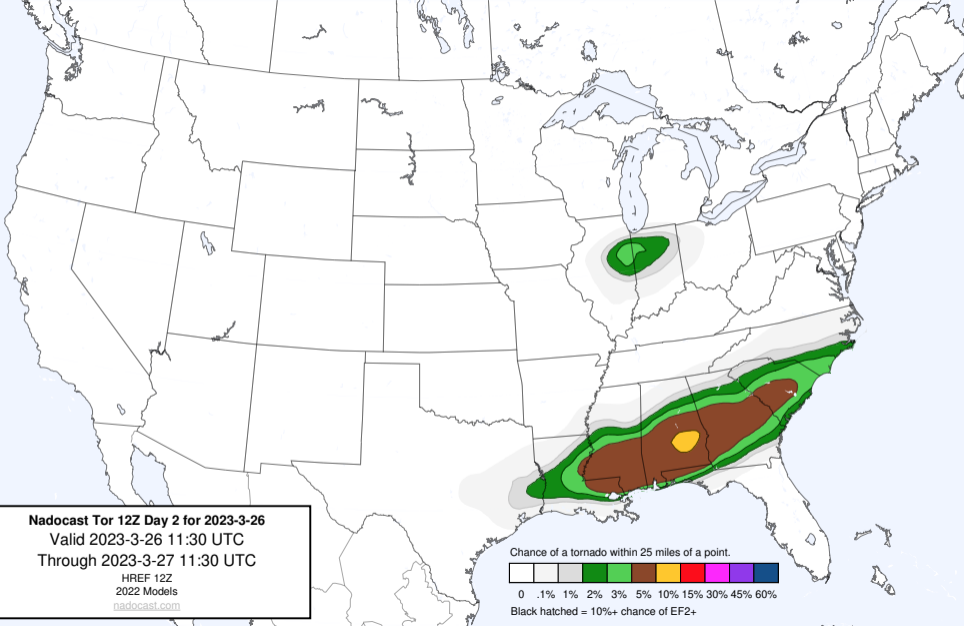 Nadocast Tor 12Z Day 2 for 2023-3-26
Valid 2023-3-26 11:30 UTC
Through 2023-3-27 11:30 UTC
HREF 12Z
2022 Models
nadocast.com
Chance of a tornado within 25 miles of a point.
0 .1% 1% 2% 3% 5% 10% 15% 30% 45% 60%
Black hatched = 10%+ chance of EF2+